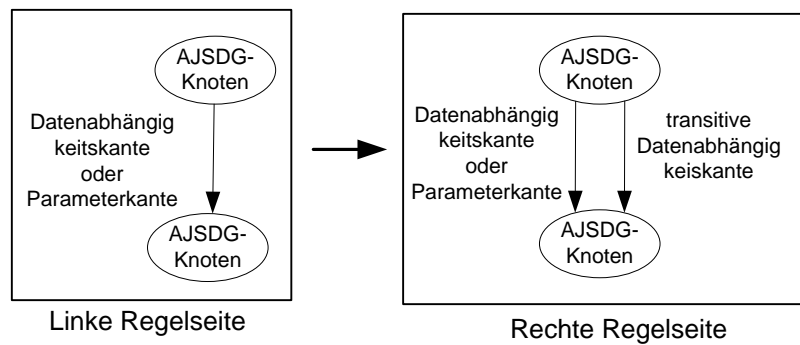 AJSDG-
Knoten
Datenabhängig
keitskante
oder
Parameterkante
AJSDG-
Knoten
Linke Regelseite
AJSDG-
Knoten
Datenabhängig
keitskante
oder
Parameterkante
transitive
Datenabhängig
keiskante
AJSDG-
Knoten
Rechte Regelseite